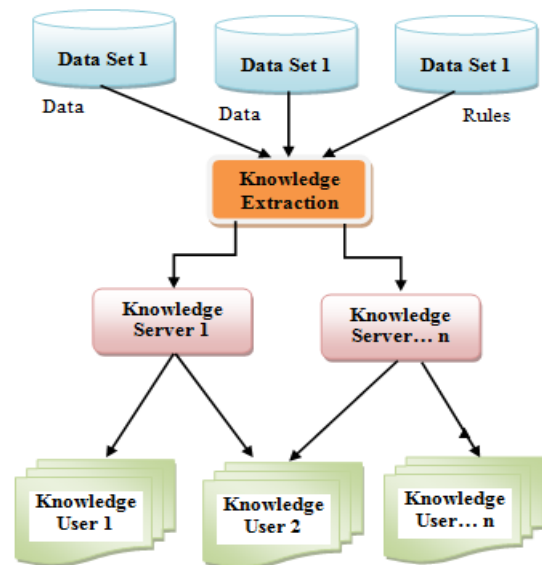 Data Set 1
Data Set 1
Data Set 1
Data
Data
Rules
Knowledge
Extraction
Knowledge
Server 1
Knowledge
Server... n
Knowledge
User 1
Knowledge
User 2
Knowledge
User... n